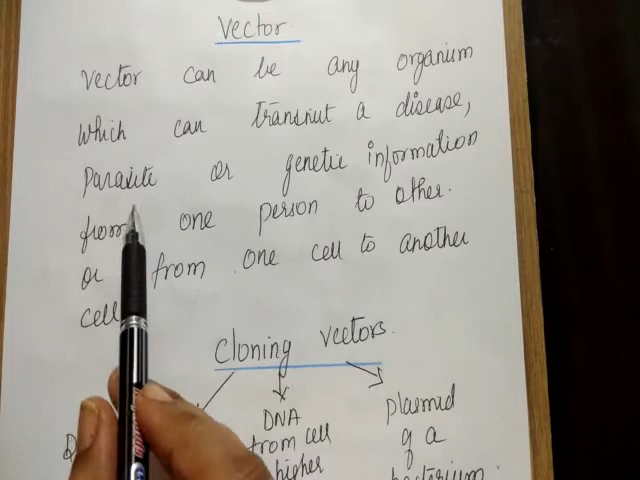 Vector.
Vector can be any organism
which can transmit a disease,
Parasite or genetic information
from one person to other.
or from one cell to another
cell
Cloning vectors.
DNA
from cell
higher
Plasmid
of a
bacterium.